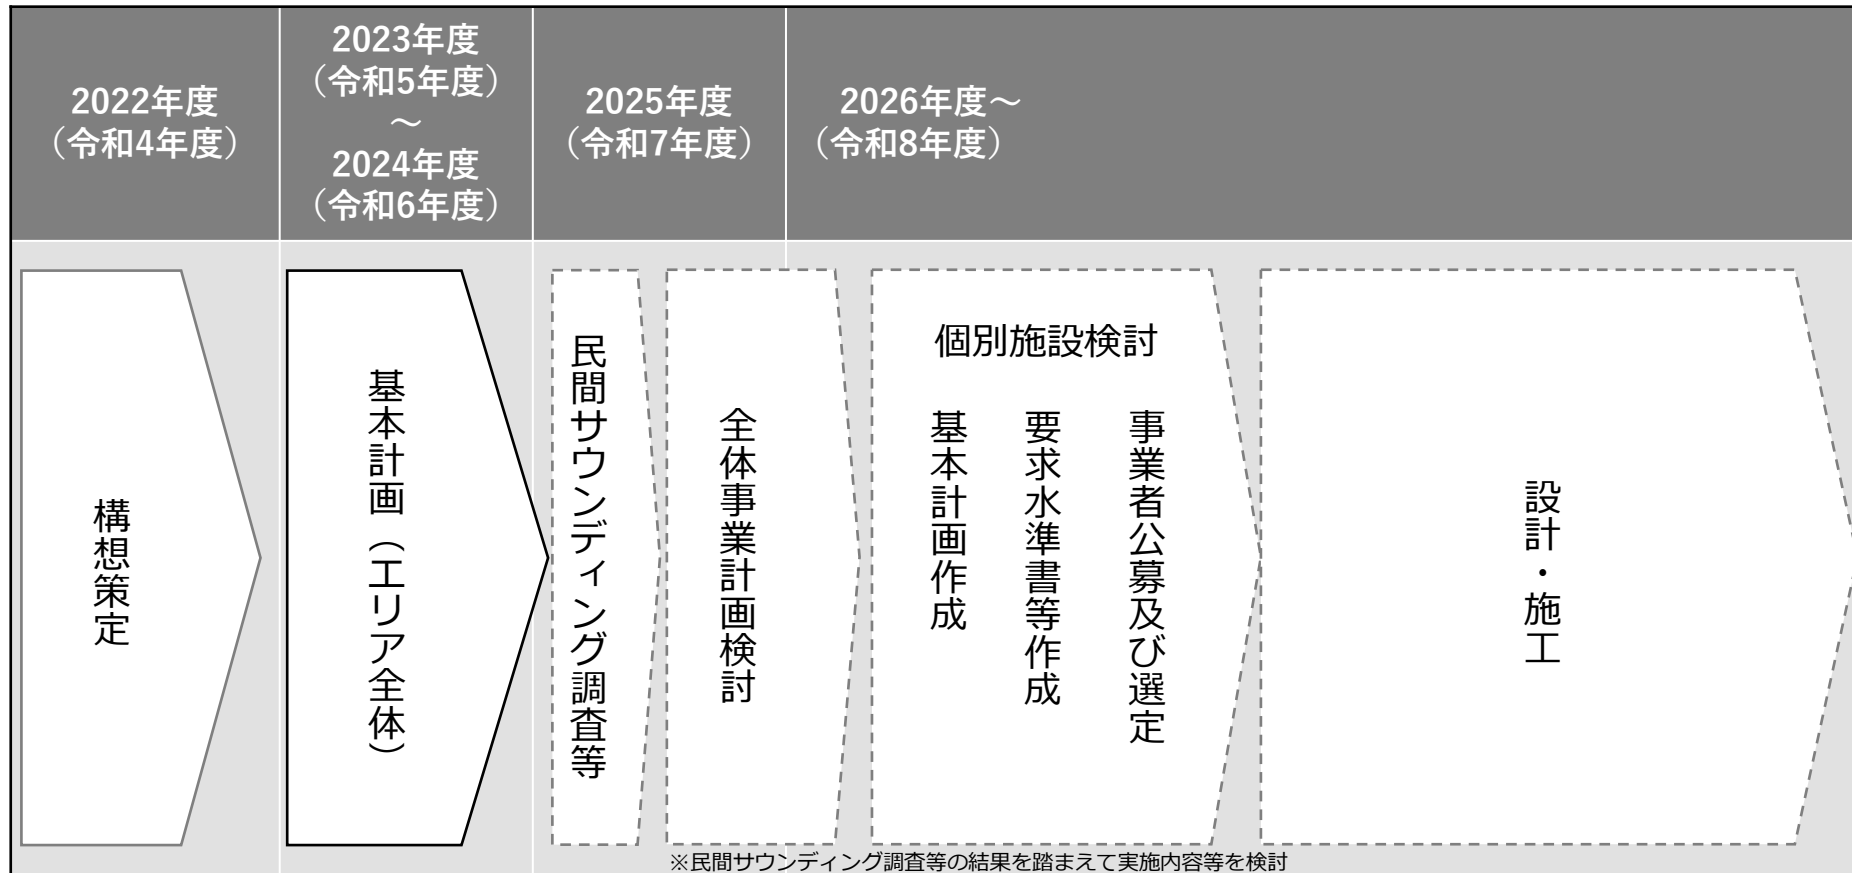 2022年度
（令和4年度）
2023年度
（令和5年度）
～
2024年度
（令和6年度）
2025年度
（令和7年度）
2026年度～
（令和8年度）
構想策定
基本計画（エリア全体）
民間サウンディング調査等
全体事業計画検討
個別施設検討
基本計画作成
要求水準書等作成
事業者公募及び選定
設計・施工
※民間サウンディング調査等の結果を踏まえて実施内容等を検討